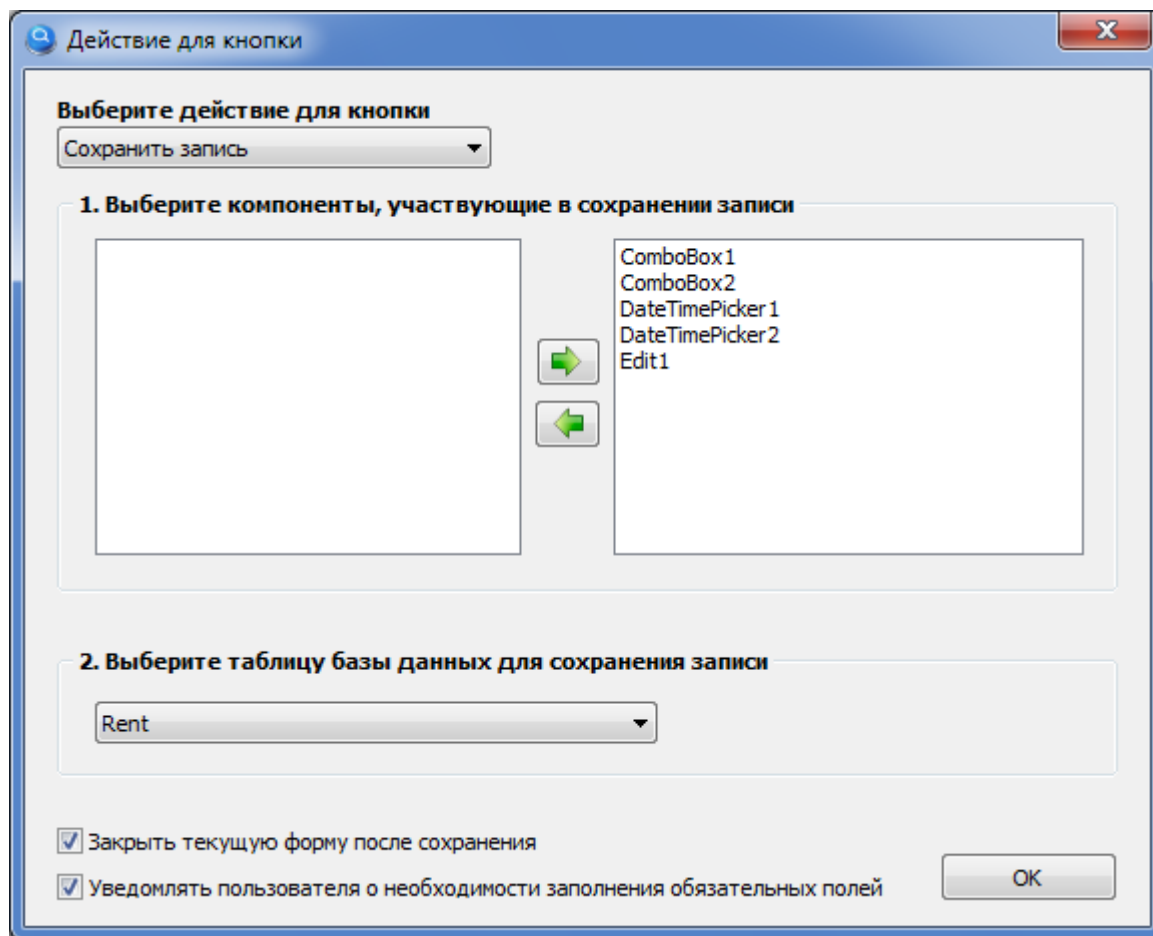 Действие для кнопки
Выберите действие для кнопки
Сохранить запись
1. Выберите компоненты, участвующие в сохранении записи
ComboBox1
ComboBox2
DateTimePicker1
DateTimePicker2
Edit1
2. Выберите таблицу базы данных для сохранения записи
Rent
Закрыть текущую форму после сохранения
Уведомлять пользователя о необходимости заполнения обязательных полей
OK